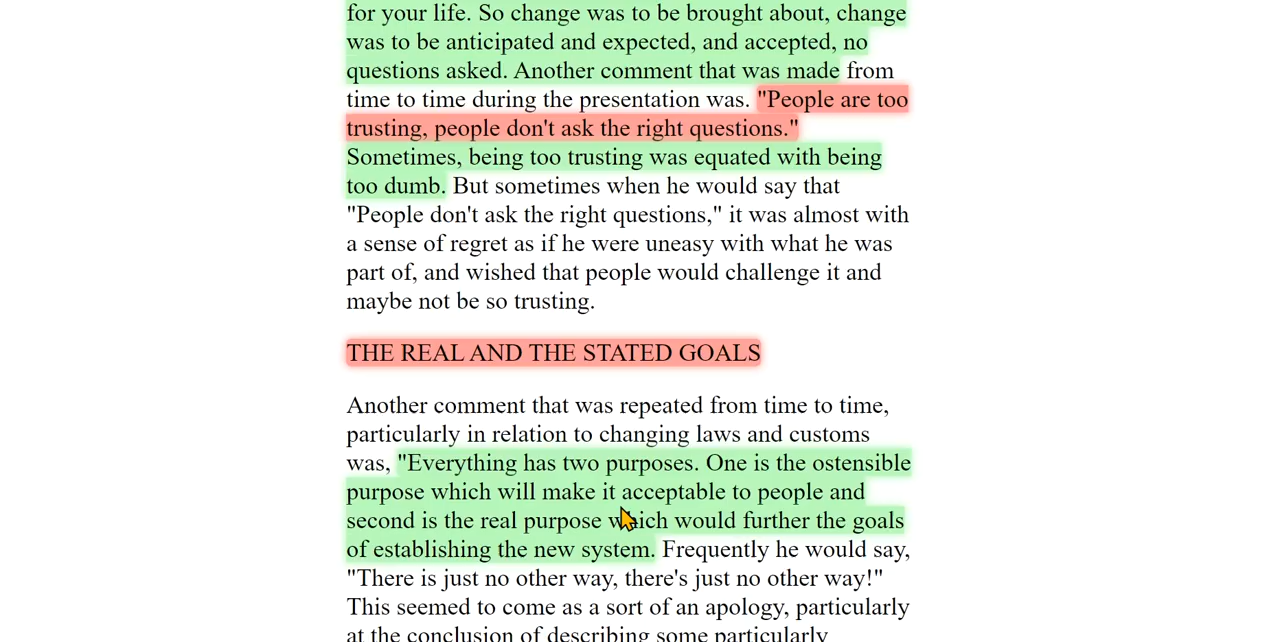 for your life. So change was to be brought about, change
was to be anticipated and expected, and accepted, no
questions asked. Another comment that was made from
time to time during the presentation was. "People are too
trusting, people don't ask the right questions."
Sometimes, being too trusting was equated with being
too dumb. But sometimes when he would say that
"People don't ask the right questions," it was almost with
a sense of regret as if he were uneasy with what he was
part of, and wished that people would challenge it and
maybe not be so trusting.
THE REAL AND THE STATED GOALS
Another comment that was repeated from time to time,
particularly in relation to changing laws and customs
was, "Everything has two purposes. One is the ostensible
purpose which will make it acceptable to people and
second is the real purpose which would further the goals
of establishing the new system. Frequently he would say,
"There is just no other way, there's just no other way!"
This seemed to come as a sort of an apology, particularly
at the conclusion of describing some particularly